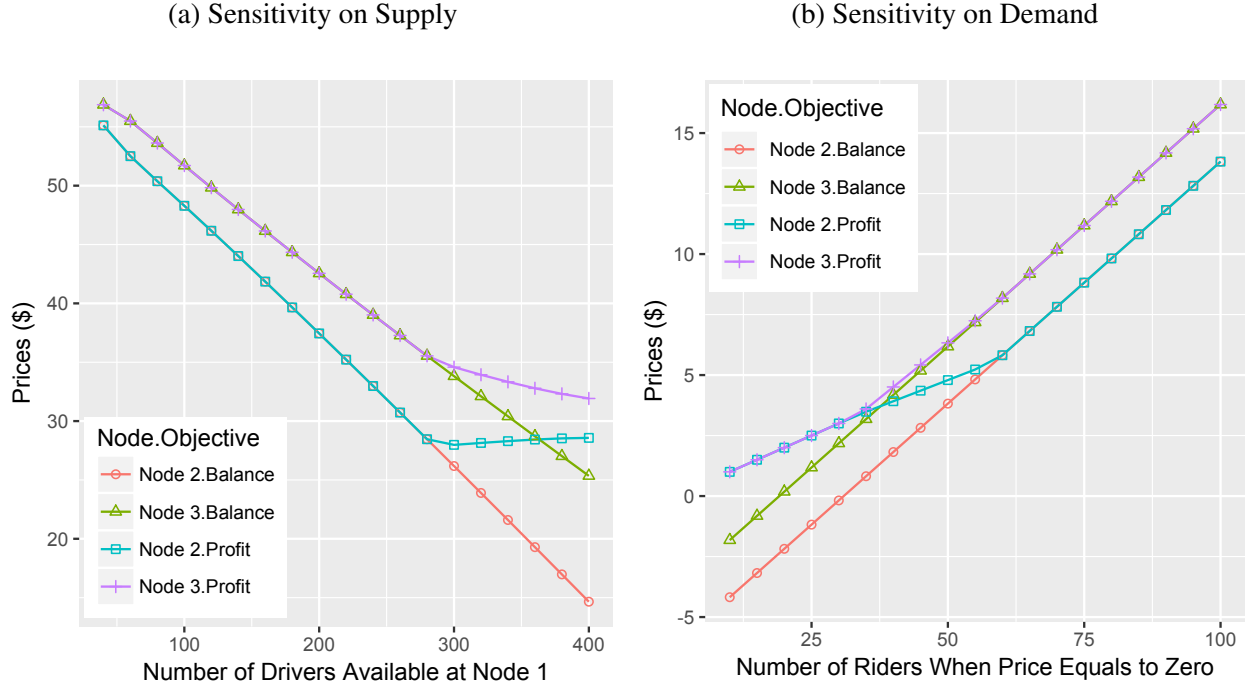 (a) Sensitivity on Supply
50
40
30
20
Prices ($)
Node.Objective
Node 2.Balance
Node 3.Balance
Node 2.Profit
Node 3.Profit
100
200
300
400
Number of Drivers Available at Node 1
(b) Sensitivity on Demand
15
10
5
0
-5
Prices ($)
Node.Objective
Node 2.Balance
Node 3.Balance
Node 2.Profit
Node 3.Profit
25
50
75
100
Number of Riders When Price Equals to Zero